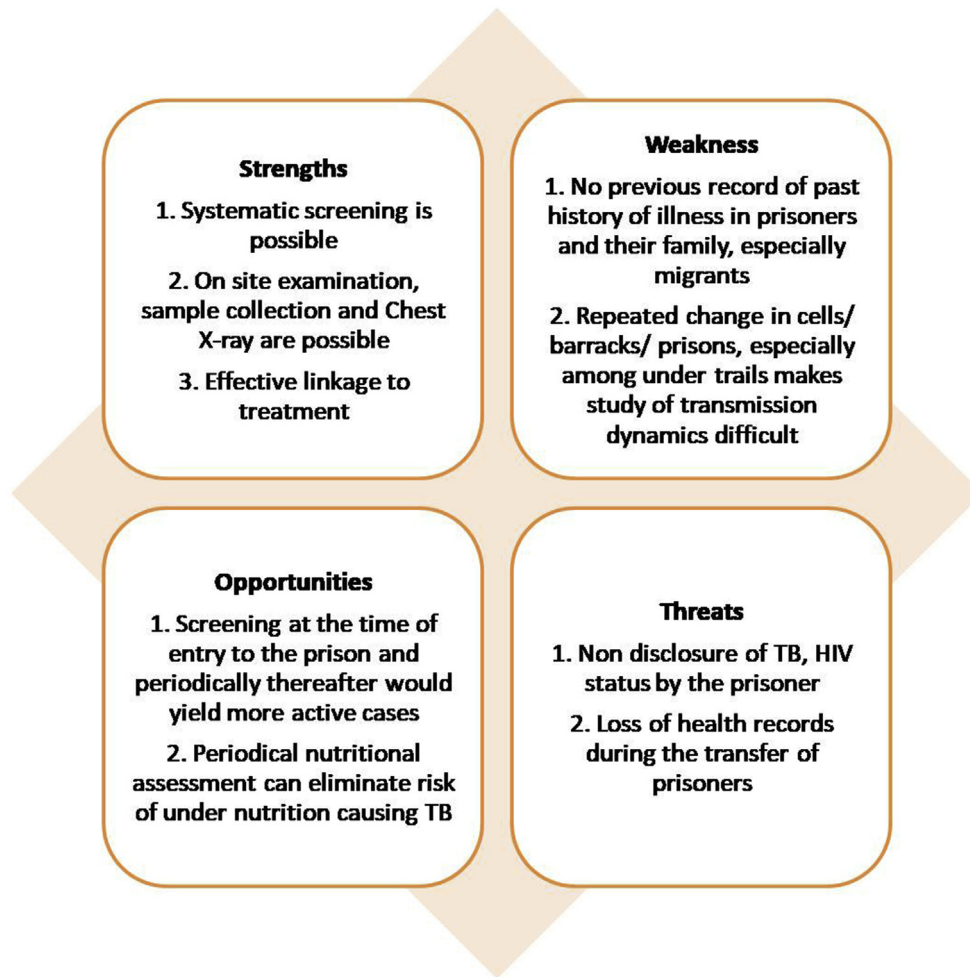 Strengths
1. Systematic screening is
possible
2. On site examination,
sample collection and Chest
X-ray are possible
3. Effective linkage to
treatment
Weakness
1. No previous record of past
history of illness in prisoners
and their family, especially
migrants
2. Repeated change in cells/
barracks/ prisons, especially
among under trails makes
study of transmission
dynamics difficult
Opportunities
1. Screening at the time of
entry to the prison and
periodically thereafter would
yield more active cases
2. Periodical nutritional
assessment can eliminate risk
of under nutrition causing TB
Threats
1. Non disclosure of TB, HIV
status by the prisoner
2. Loss of health records
during the transfer of
prisoners